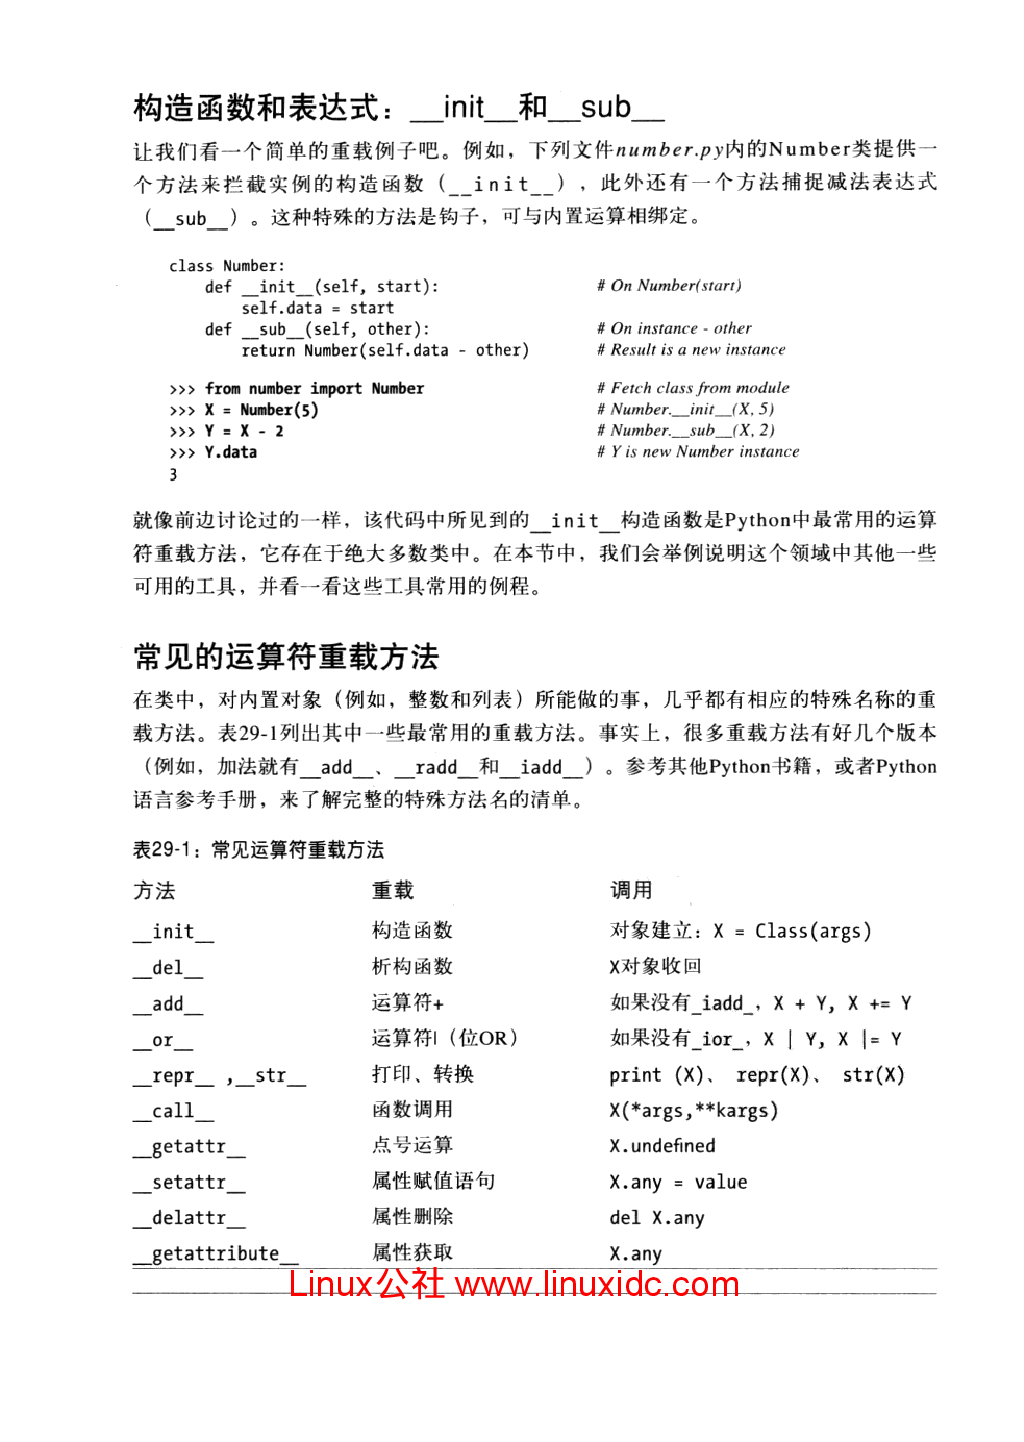 构造函数和表达式：__init__和__sub__
让我们看一个简单的重载例子吧。例如，下列文件number.py内的Number类提供一
个方法来拦截实例的构造函数（__init__），此外还有一个方法捕捉减法表达式
（__sub__）。这种特殊的方法是钩子，可与内置运算相绑定。
class Number:
def __init__(self, start): # On Number(start)
self.data = start
def __sub__(self, other): # On instance - other
return Number(self.data - other) # Result is a new instance
>>> from number import Number # Fetch class from module
>>> X = Number(5) # Number.__init__(X, 5)
>>> Y = X - 2 # Number.__sub__(X, 2)
>>> Y.data # Y is new Number instance
3
就像前边讨论过的一样，该代码中所见到的__init__构造函数是Python中最常用的运算
符重载方法，它存在于绝大多数类中。在本节中，我们会举例说明这个领域中其他一些
可用的工具，并看一看这些工具常用的例程。
常见的运算符重载方法
在类中，对内置对象（例如，整数和列表）所能做的事，几乎都有相应的特殊名称的重
载方法。表29-1列出其中一些最常用的重载方法。事实上，很多重载方法有好几个版本
（例如，加法就有__add__、__radd__和__iadd__）。参考其他Python书籍，或者Python
语言参考手册，来了解完整的特殊方法名的清单。
表29-1：常见运算符重载方法
方法 重载 调用
__init__ 构造函数 对象建立：X = Class(args)
__del__ 析构函数 X对象收回
__add__ 运算符+ 如果没有_iadd_，X + Y, X += Y
__or__ 运算符|（位OR） 如果没有_ior_，X | Y, X |= Y
__repr__ ,__str__ 打印、转换 print (X)、 repr(X)、 str(X)
__call__ 函数调用 X(*args,**kargs)
__getattr__ 点号运算 X.undefined
__setattr__ 属性赋值语句 X.any = value
__delattr__ 属性删除 del X.any
__getattribute__ 属性获取 X.any
Linux公社 www.linuxidc.com